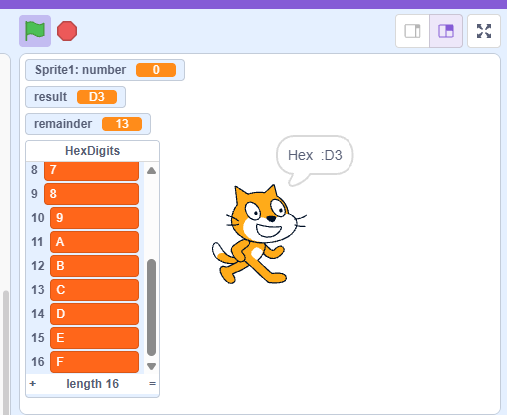 Sprite1: number 0
result D3
remainder 13
HexDigits
8 7
9 8
10 9
11 A
12 B
13 C
14 D
15 E
16 F
+ length 16 =
Hex :D3